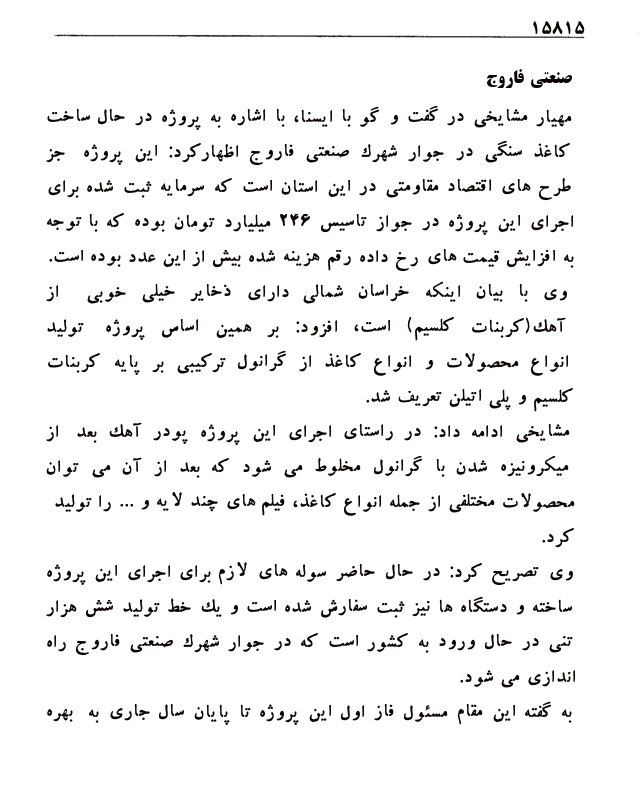 ۱۵۸۱۵
صنعتی فاروج
مهیار مشایخی در گفت و گو با ایسنا، با اشاره به پروژه در حال ساخت
کاغذ سنگی در جوار شهرك صنعتی فاروج اظهارکرد: این پروژه جز
طرح های اقتصاد مقاومتی در این استان است که سرمایه ثبت شده برای
اجرای این پروژه در جواز تاسیس ۲۴۶ میلیارد تومان بوده که با توجه
به افزایش قیمت های رخ داده رقم هزینه شده بیش از این عدد بوده است.
وی با بیان اینکه خراسان شمالی دارای ذخایر خیلی خوبی از
آهك(کربنات کلسیم) است، افزود: بر همین اساس پروژه تولید
انواع محصولات و انواع کاغذ از گرانول ترکیبی بر پایه کربنات
کلسیم و پلی اتیلن تعریف شد.
مشایخی ادامه داد: در راستای اجرای این پروژه پودر آهك بعد از
میکرونیزه شدن با گرانول مخلوط می شود که بعد از آن می توان
محصولات مختلفی از جمله انواع کاغذ، فیلم های چند لایه و ... را تولید
کرد.
وی تصریح کرد: در حال حاضر سوله های لازم برای اجرای این پروژه
ساخته و دستگاه ها نیز ثبت سفارش شده است و یك خط تولید شش هزار
تنی در حال ورود به کشور است که در جوار شهرك صنعتی فاروج راه
اندازی می شود.
به گفته این مقام مسئول فاز اول این پروژه تا پایان سال جاری به بهره